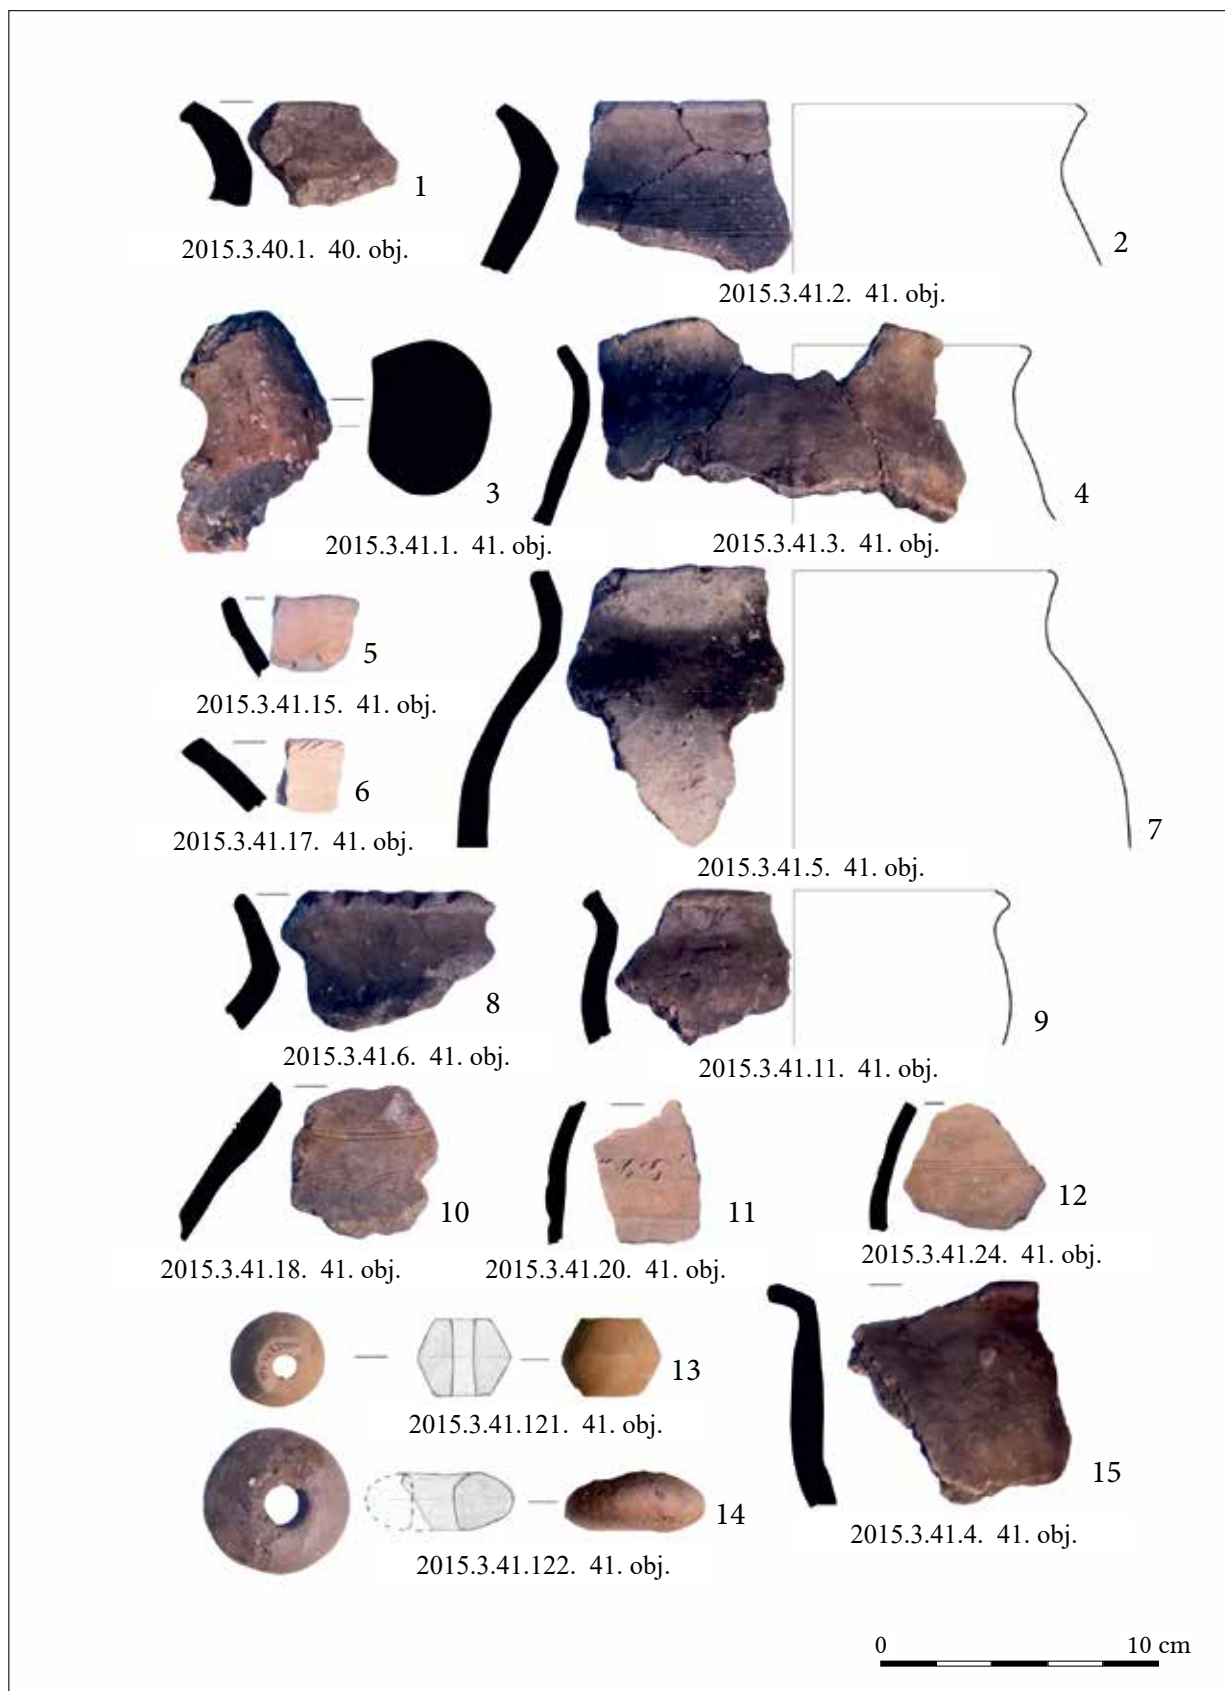 1
2015.3.40.1. 40. obj.
2
2015.3.41.2. 41. obj.
3
2015.3.41.1. 41. obj.
4
2015.3.41.3. 41. obj.
5
2015.3.41.15. 41. obj.
6
2015.3.41.17. 41. obj.
7
2015.3.41.5. 41. obj.
8
2015.3.41.6. 41. obj.
9
2015.3.41.11. 41. obj.
10
2015.3.41.18. 41. obj.
11
2015.3.41.20. 41. obj.
12
2015.3.41.24. 41. obj.
13
2015.3.41.121. 41. obj.
14
2015.3.41.122. 41. obj.
15
2015.3.41.4. 41. obj.
0 10 cm